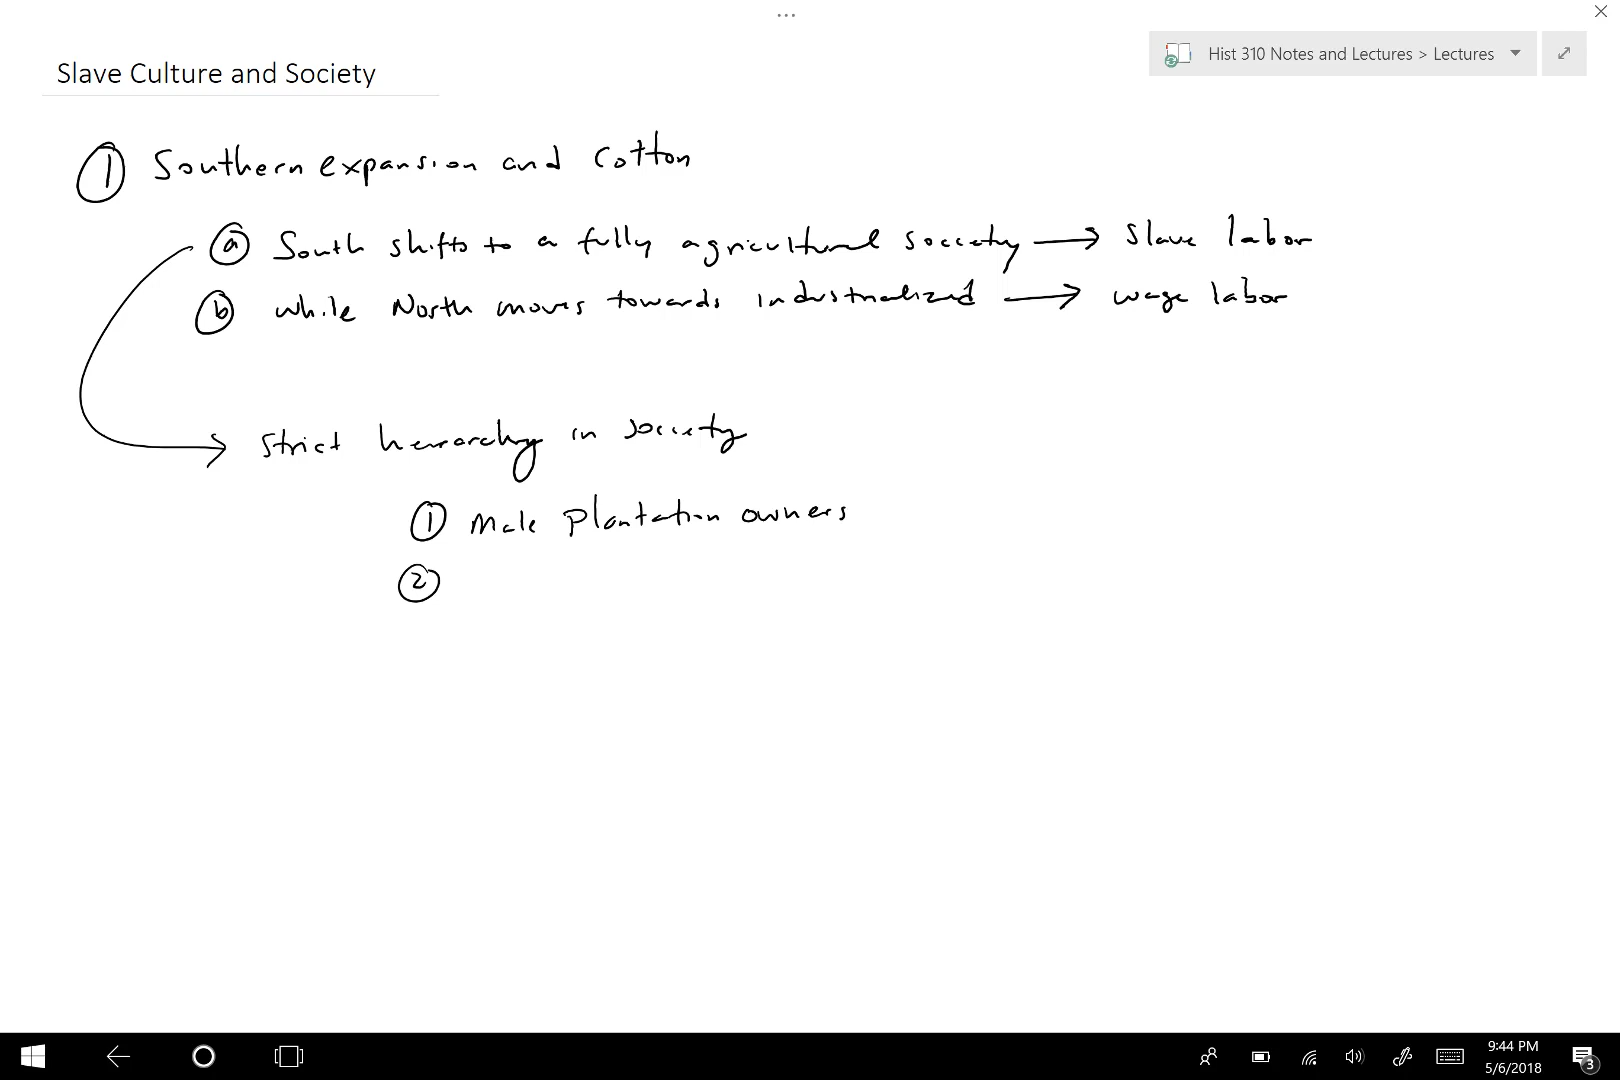 ...
Hist 310 Notes and Lectures > Lectures
Slave Culture and Society
① Southern expansion and Cotton
ⓐ South shifts to a fully agricultural society → Slave labor
ⓑ while North moves towards industrialized → wage labor
→ Strict heirarchy in society
① Male Plantation owners
②
9:44 PM
5/6/2018
3